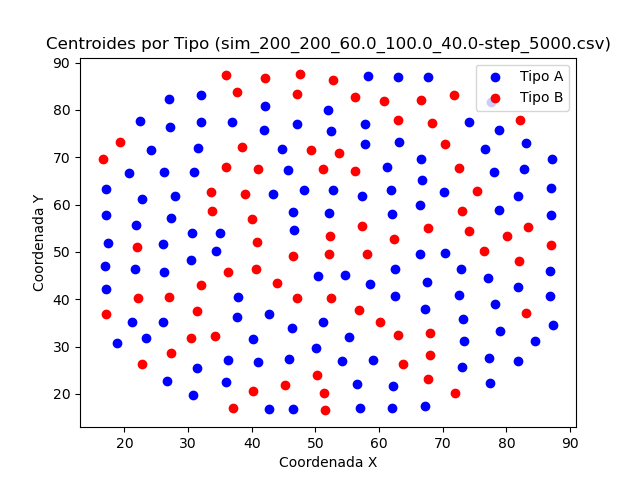 Centroides por Tipo (sim_200_200_60.0_100.0_40.0-step_5000.csv)
Tipo A
Tipo B
90
80
70
60
50
40
30
20
Coordenada Y
20 30 40 50 60 70 80 90
Coordenada X